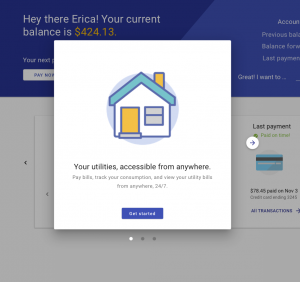 Hey there Erica! Your current
balance is $424.13.
Your next p
PAY NOW
Accou
Previous bala
Balance forw
Last paymen
Great! I want to ...
Your utilities, accessible from anywhere.
Pay bills, track your consumption, and view your utility bills
from anywhere, 24/7.
Get started
Last payment
Paid on time!
$78.45 paid on Nov 3
Credit card ending
All TRANSACTIONS